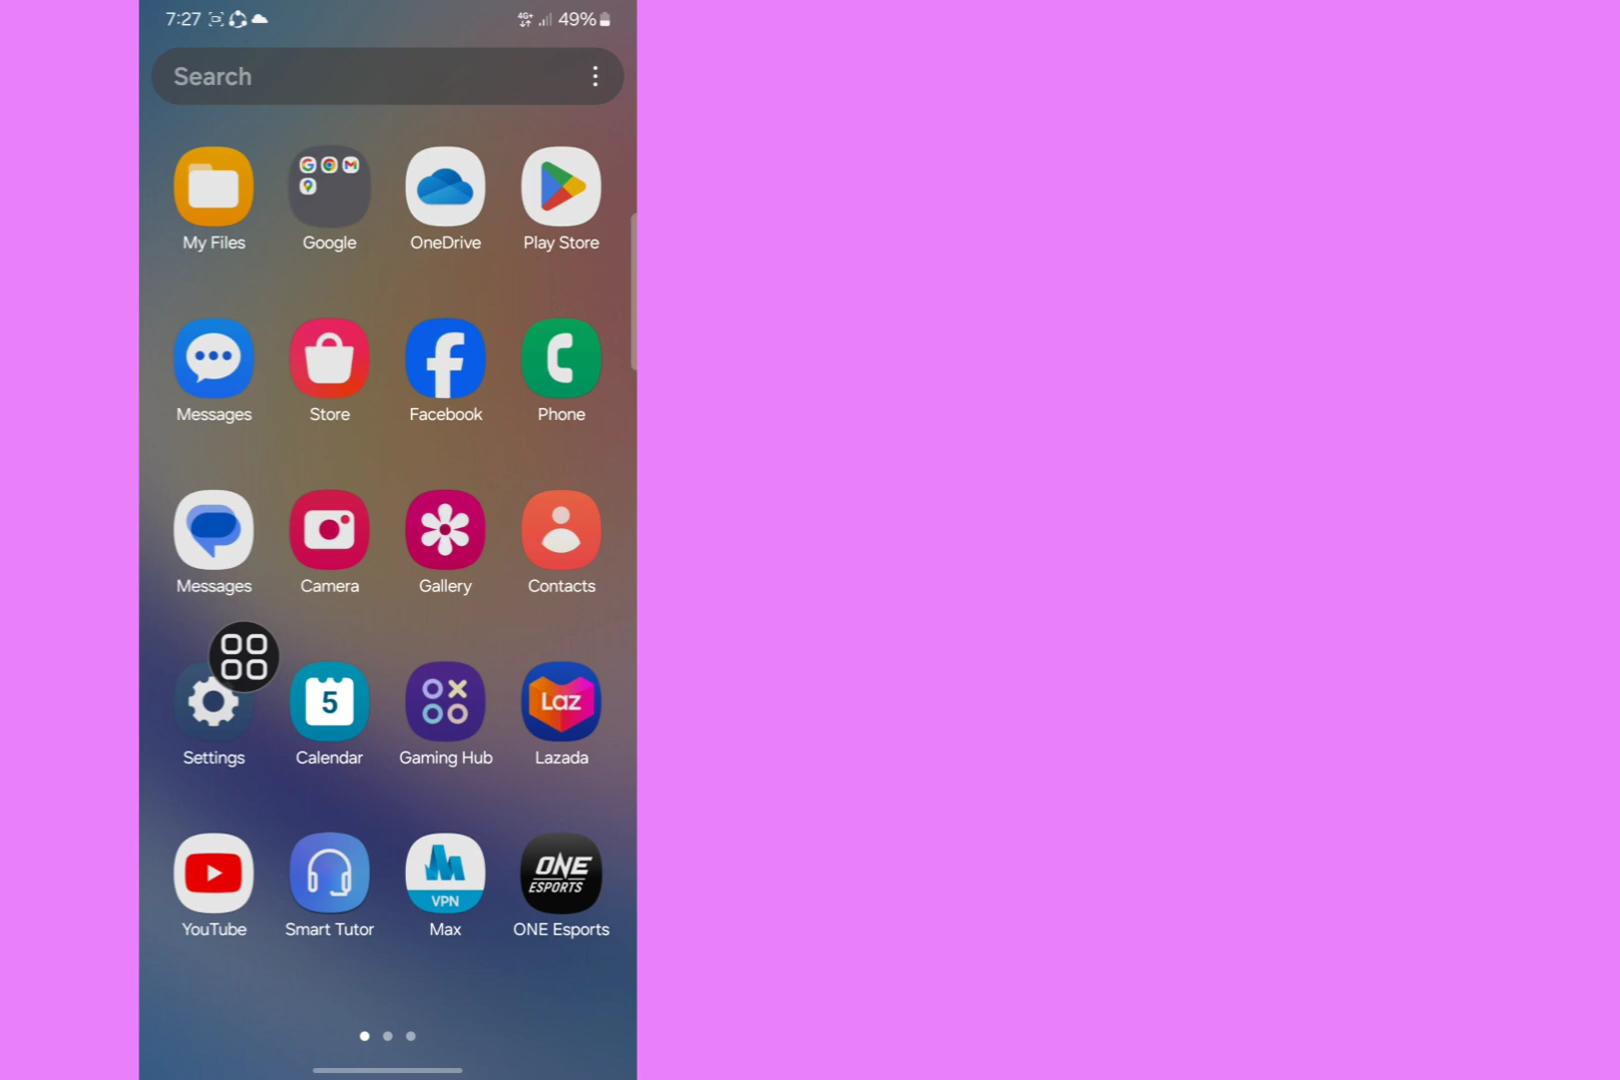 7:27 4G+ 49%
Search
My Files Google OneDrive Play Store
Messages Store Facebook Phone
Messages Camera Gallery Contacts
5 Laz
Settings Calendar Gaming Hub Lazada
VPN ONE ESPORTS
YouTube Smart Tutor Max ONE Esports